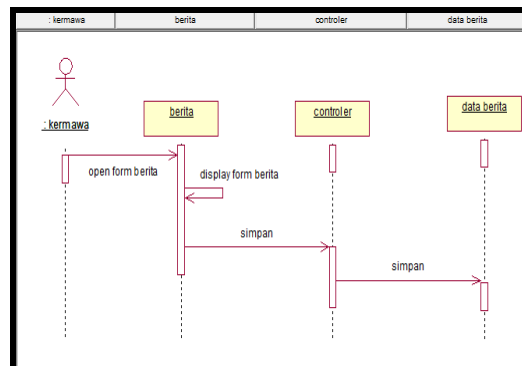 : kermawa
berita
controler
data berita
: kermawa
berita
controler
data berita
open form berita
display form berita
simpan
simpan